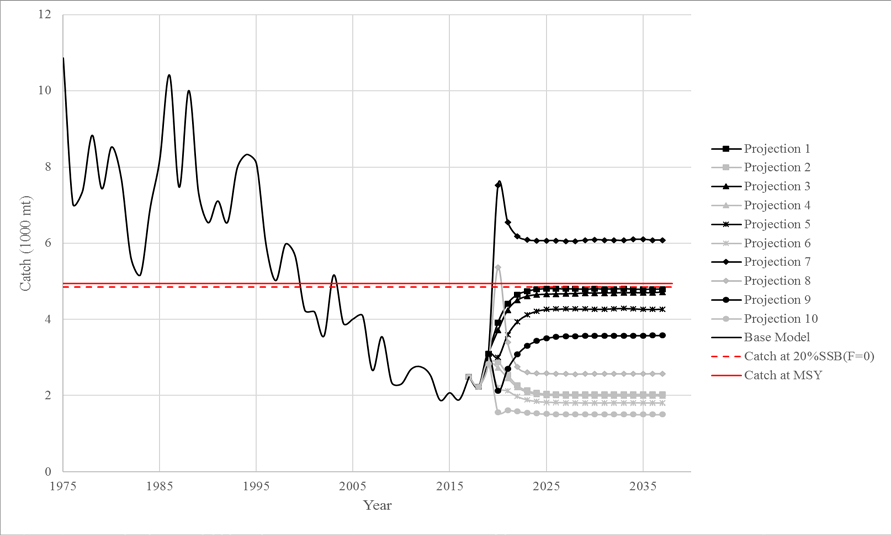 12
10
8
6
4
2
0
Catch (1000 mt)
1975 1985 1995 2005 2015 2025 2035
Year
Projection 1
Projection 2
Projection 3
Projection 4
Projection 5
Projection 6
Projection 7
Projection 8
Projection 9
Projection 10
Base Model
Catch at 20%SSB(F=0)
Catch at MSY